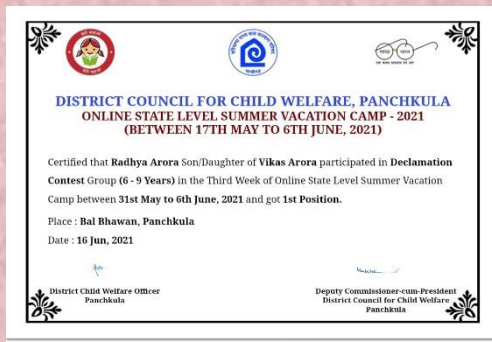 DISTRICT COUNCIL FOR CHILD WELFARE, PANCHKULA
ONLINE STATE LEVEL SUMMER VACATION CAMP - 2021
(BETWEEN 17TH MAY TO 6TH JUNE, 2021)
Certified that Radhya Arora Son/Daughter of Vikas Arora participated in Declamation
Contest Group (6 - 9 Years) in the Third Week of Online State Level Summer Vacation
Camp between 31st May to 6th June, 2021 and got 1st Position.
Place : Bal Bhawan, Panchkula
Date : 16 Jun, 2021
District Child Welfare Officer
Panchkula
Deputy Commissioner-cum-President
District Council for Child Welfare
Panchkula